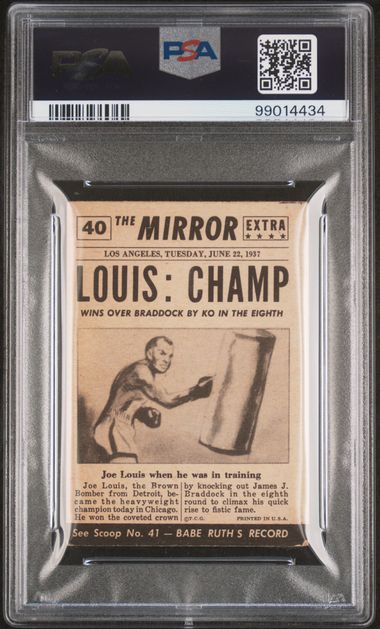 PSA
PSA
99014434
40 THE MIRROR EXTRA
LOS ANGELES, TUESDAY, JUNE 22, 1937
LOUIS: CHAMP
WINS OVER BRADDOCK BY KO IN THE EIGHTH
Joe Louis when he was in training
Joe Louis, the Brown
Bomber from Detroit, be-
came the heavyweight
champion today in Chicago.
He won the coveted crown
by knocking out James J.
Braddock in the eighth
round to climax his quick
rise to fistic fame.
©T.C.G. PRINTED IN U.S.A.
See Scoop No. 41 — BABE RUTH S RECORD